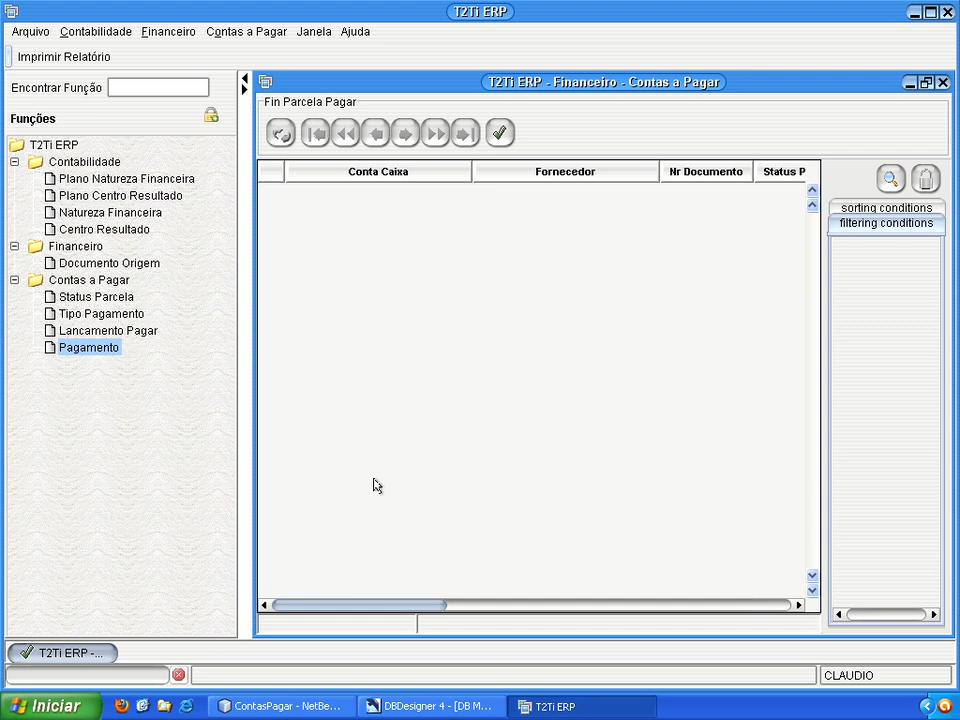 T2Ti ERP
Arquivo Contabilidade Financeiro Contas a Pagar Janela Ajuda
Imprimir Relatório
Encontrar Função
Funções
T2Ti ERP
Contabilidade
Plano Natureza Financeira
Plano Centro Resultado
Natureza Financeira
Centro Resultado
Financeiro
Documento Origem
Contas a Pagar
Status Parcela
Tipo Pagamento
Lancamento Pagar
Pagamento
T2Ti ERP - Financeiro - Contas a Pagar
Fin Parcela Pagar
Conta Caixa Fornecedor Nr Documento Status P
sorting conditions
filtering conditions
T2Ti ERP -...
CLAUDIO
Iniciar ContasPagar - NetBe... DBDesigner 4 - [DB M... T2Ti ERP